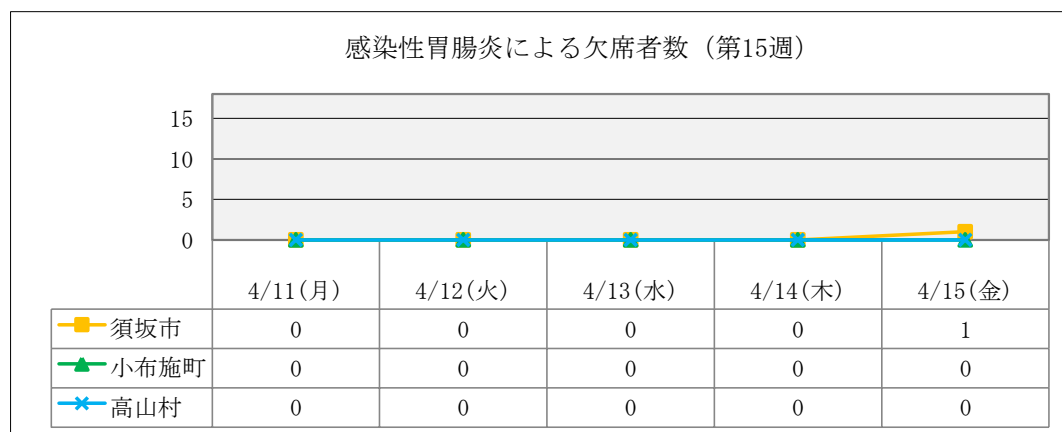 感染性胃腸炎による欠席者数（第15週）
15
10
5
0
4/11(月) 4/12(火) 4/13(水) 4/14(木) 4/15(金)
須坂市 0 0 0 0 1
小布施町 0 0 0 0 0
高山村 0 0 0 0 0